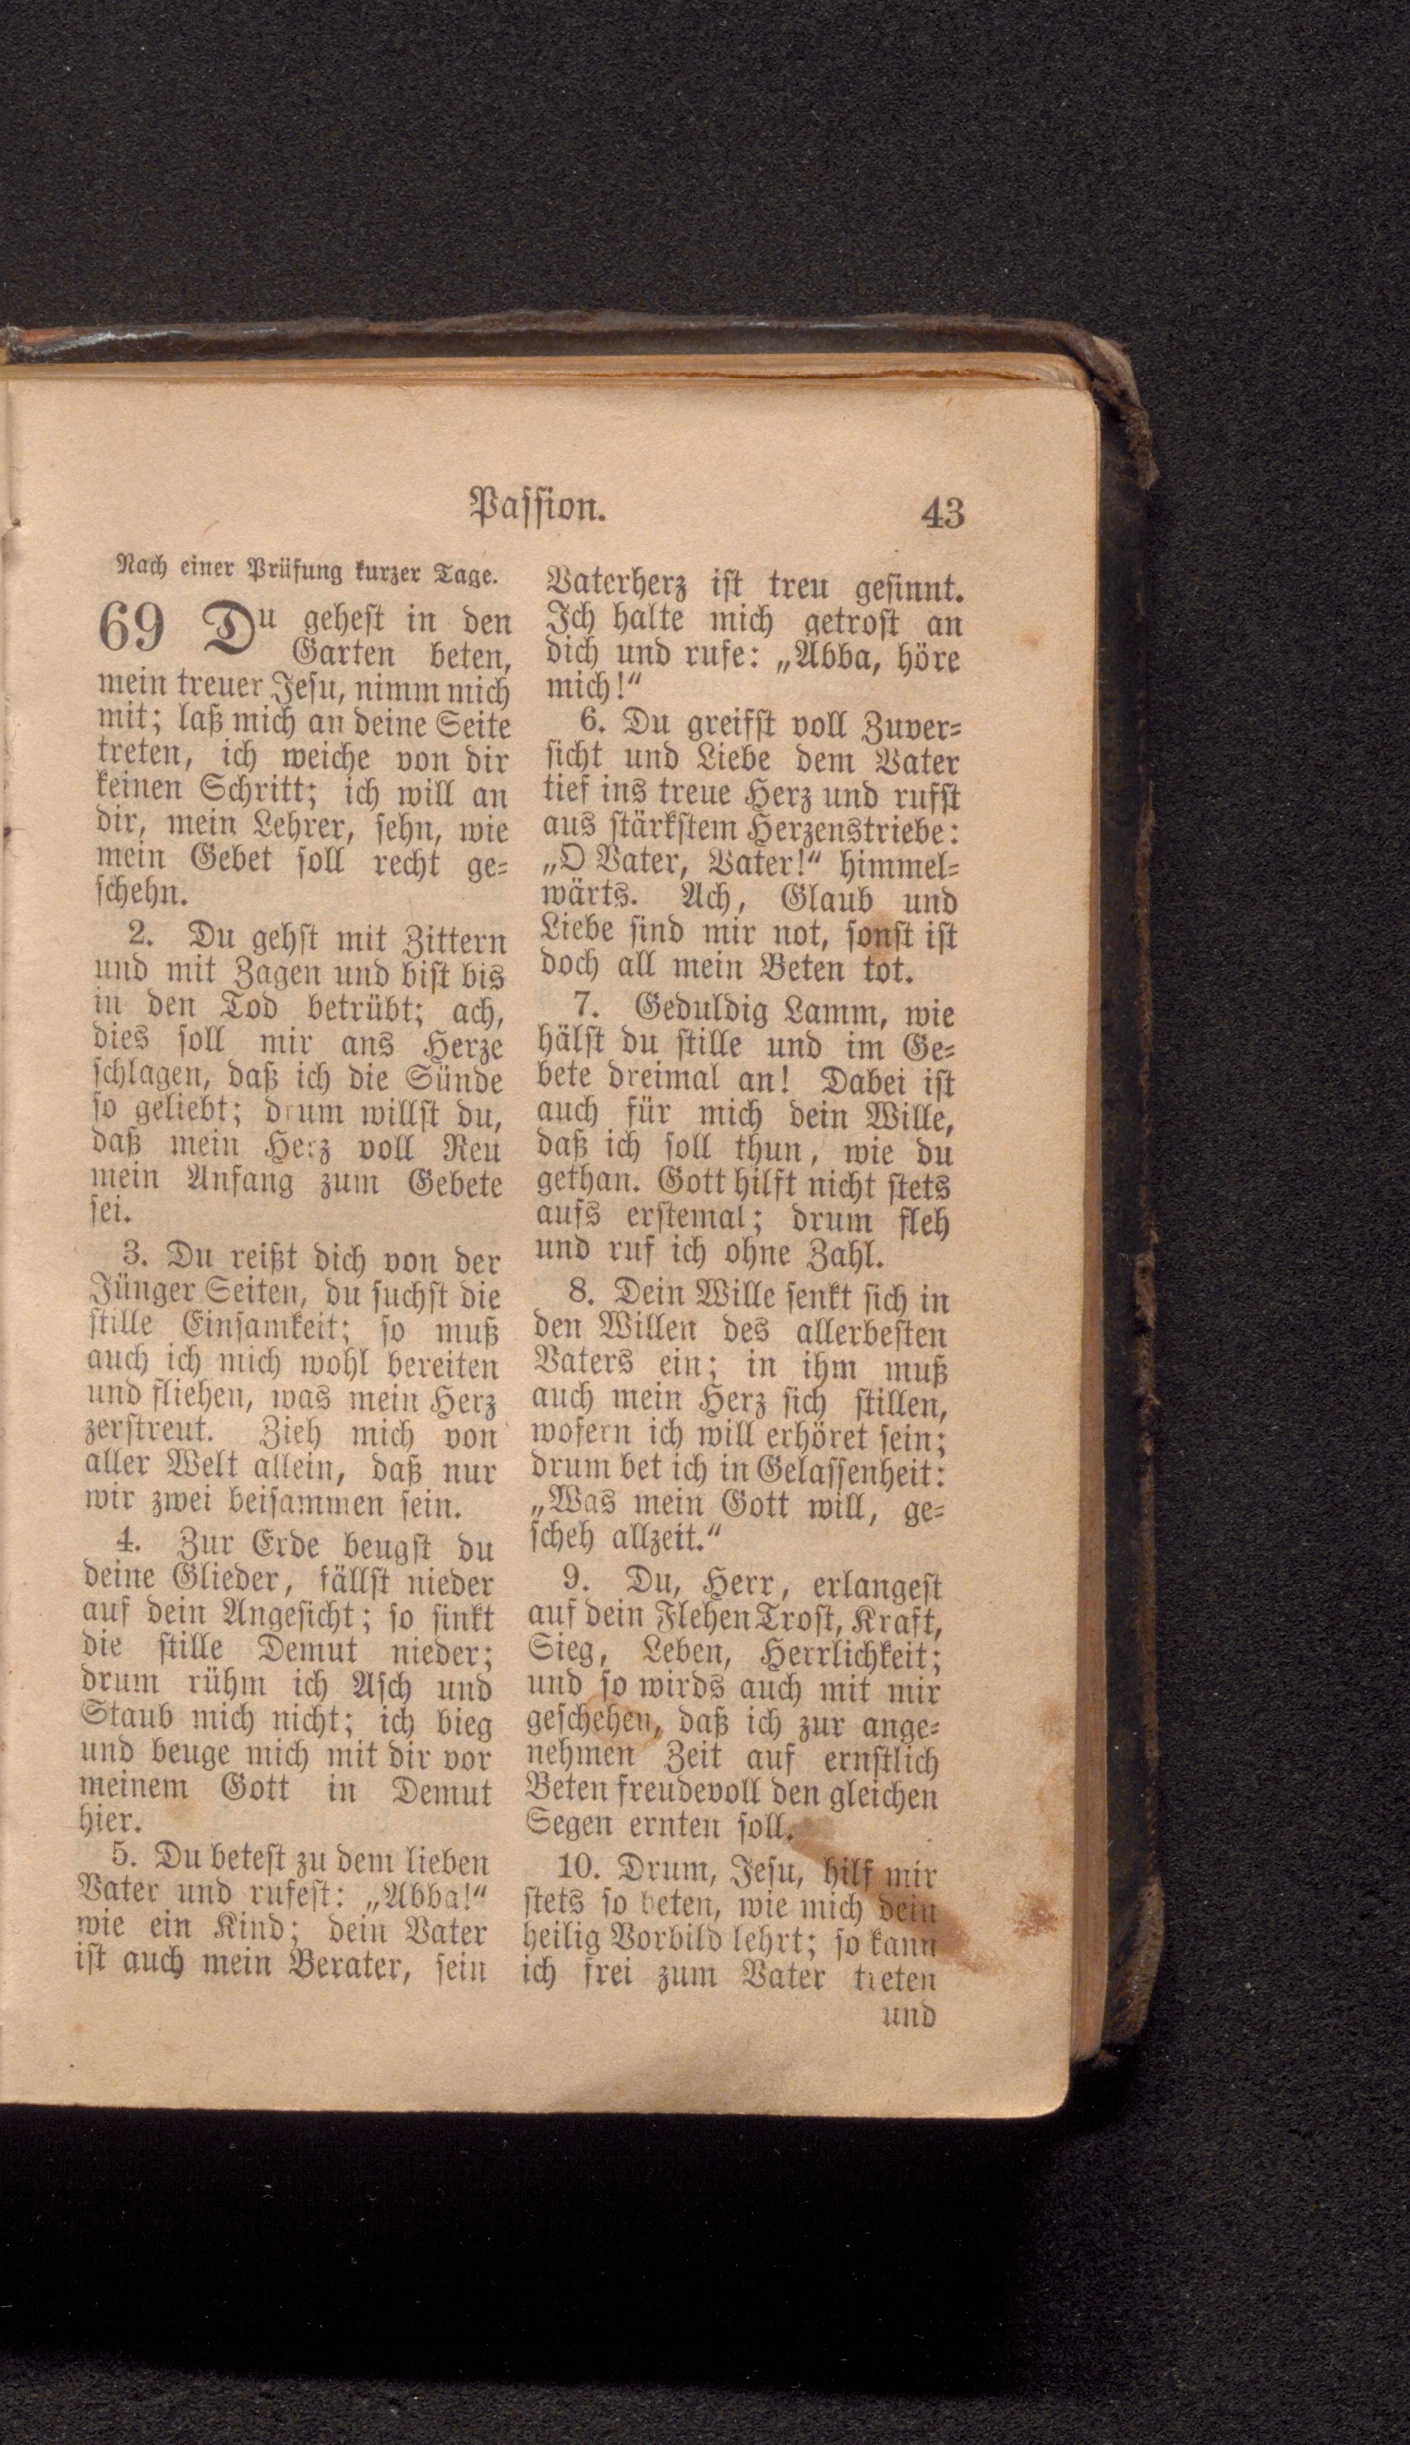 Passion.
43
Nach einer Prüfung kurzer Tage.
69 Du gehest in den
Garten beten,
mein treuer Jesu, nimm mich
mit; laß mich an deine Seite
treten, ich weiche von dir
keinen Schritt; ich will an
dir, mein Lehrer, sehn, wie
mein Gebet soll recht ge-
schehn.
2. Du gehst mit Zittern
und mit Zagen und bist bis
in den Tod betrübt; ach,
dies soll mir ans Herze
schlagen, daß ich die Sünde
so geliebt; drum willst du,
daß mein Herz voll Reu
mein Anfang zum Gebete
sei.
3. Du reißt dich von der
Jünger Seiten, du suchst die
stille Einsamkeit; so muß
auch ich mich wohl bereiten
und fliehen, was mein Herz
zerstreut. Zieh mich von
aller Welt allein, daß nur
wir zwei beisammen sein.
4. Zur Erde beugst du
deine Glieder, fällst nieder
auf dein Angesicht; so sinkt
die stille Demut nieder;
drum rühm ich Asch und
Staub mich nicht; ich bieg
und beuge mich mit dir vor
meinem Gott in Demut
hier.
5. Du betest zu dem lieben
Vater und rufest: „Abba!“
wie ein Kind; dein Vater
ist auch mein Berater, sein
Vaterherz ist treu gesinnt.
Ich halte mich getrost an
dich und rufe: „Abba, höre
mich!“
6. Du greifst voll Zuver-
sicht und Liebe dem Vater
tief ins treue Herz und rufst
aus stärkstem Herzenstriebe:
„O Vater, Vater!“ himmel-
wärts. Ach, Glaub und
Liebe sind mir not, sonst ist
doch all mein Beten tot.
7. Geduldig Lamm, wie
hälst du stille und im Ge-
bete dreimal an! Dabei ist
auch für mich dein Wille,
daß ich soll thun, wie du
gethan. Gott hilft nicht stets
aufs erstemal; drum fleh
und ruf ich ohne Zahl.
8. Dein Wille senkt sich in
den Willen des allerbesten
Vaters ein; in ihm muß
auch mein Herz sich stillen,
wofern ich will erhöret sein;
drum bet ich in Gelassenheit:
„Was mein Gott will, ge-
scheh allzeit.“
9. Du, Herr, erlangest
auf dein Flehen Trost, Kraft,
Sieg, Leben, Herrlichkeit;
und so wirds auch mit mir
geschehen, daß ich zur ange-
nehmen Zeit auf ernstlich
Beten freudevoll den gleichen
Segen ernten soll.
10. Drum, Jesu, hilf mir
stets so beten, wie mich dein
heilig Vorbild lehrt; so kann
ich frei zum Vater treten
und